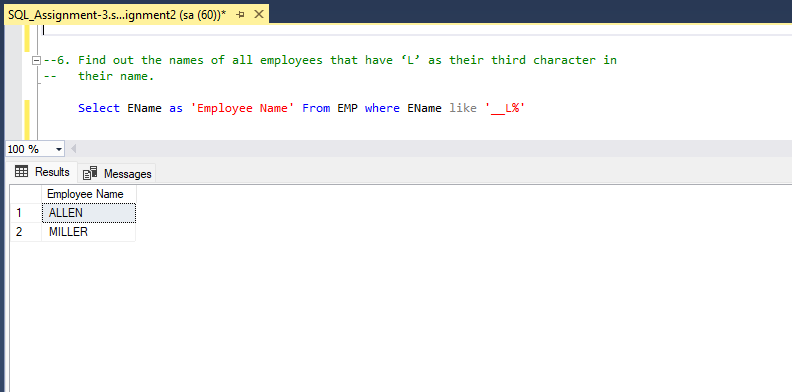 SQL_Assignment-3.s...ignment2 (sa (60))*
--6. Find out the names of all employees that have ‘L’ as their third character in
-- their name.
Select EName as 'Employee Name' From EMP where EName like '__L%'
100 %
Results Messages
Employee Name
1 ALLEN
2 MILLER